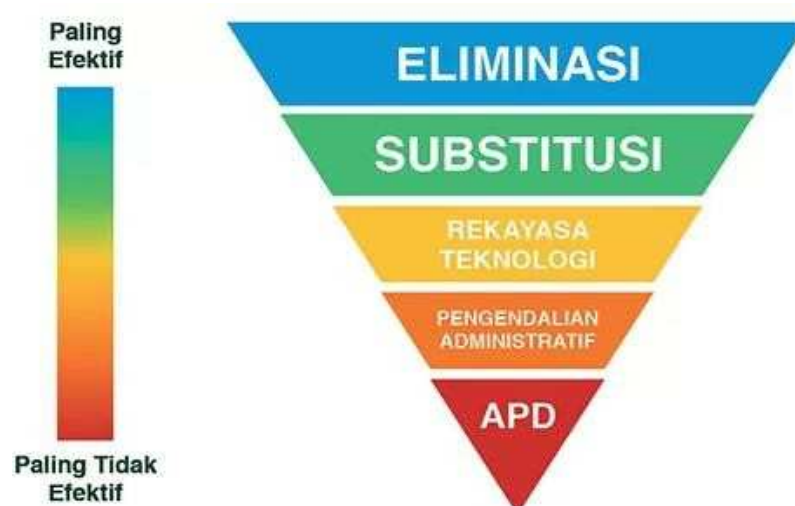 Paling
Efektif
ELIMINASI
SUBSTITUSI
REKAYASA
TEKNOLOGI
PENGENDALIAN
ADMINISTRATIF
APD
Paling Tidak
Efektif